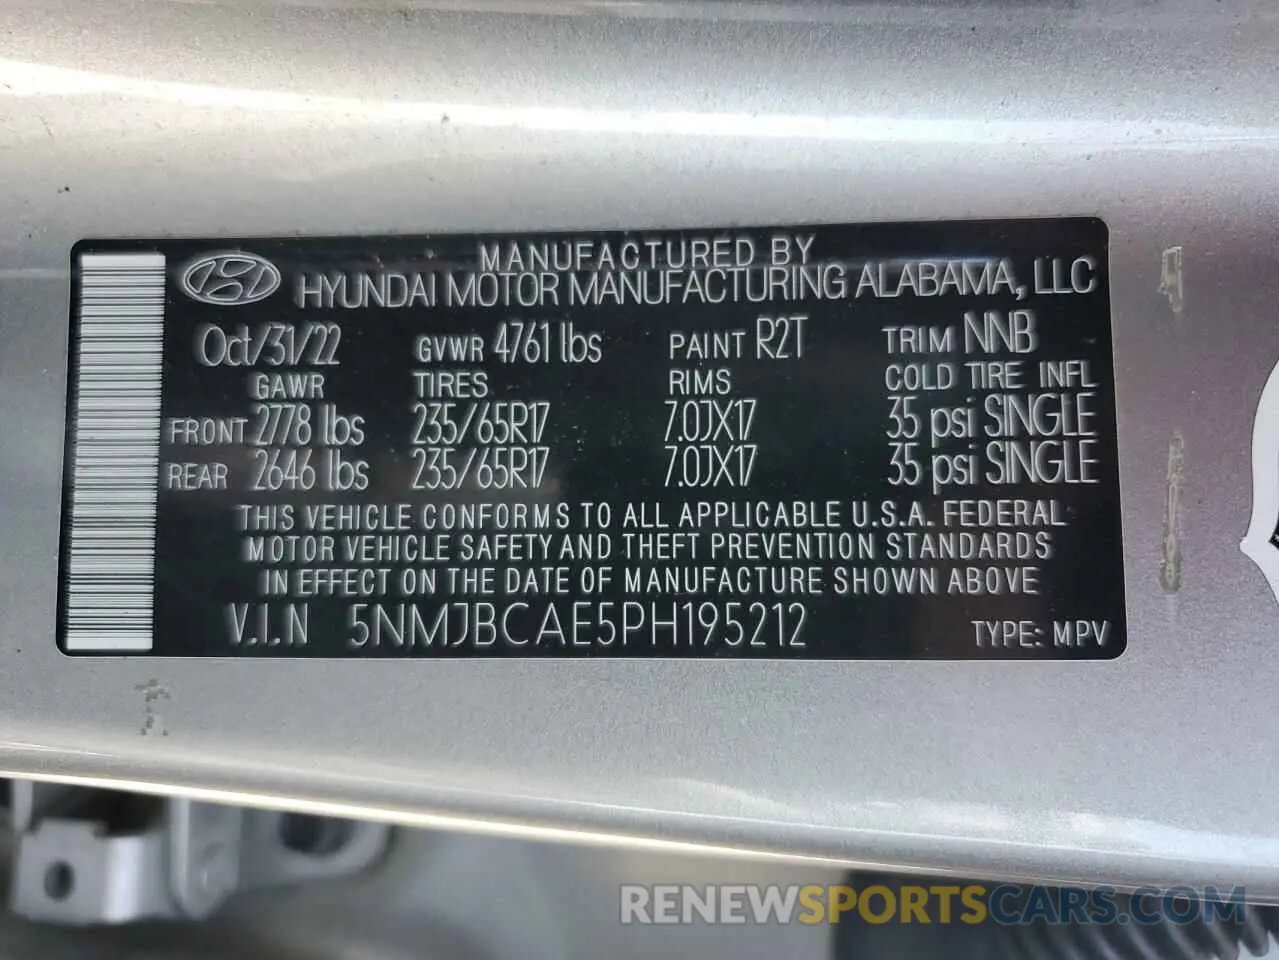 MANUFACTURED BY
HYUNDAI MOTOR MANUFACTURING ALABAMA, LLC
Oct/31/22 GVWR 4761 lbs PAINT R2T TRIM NNB
GAWR TIRES RIMS COLD TIRE INFL
FRONT 2778 lbs 235/65R17 7.0JX17 35 psi SINGLE
REAR 2646 lbs 235/65R17 7.0JX17 35 psi SINGLE
THIS VEHICLE CONFORMS TO ALL APPLICABLE U.S.A. FEDERAL
MOTOR VEHICLE SAFETY AND THEFT PREVENTION STANDARDS
IN EFFECT ON THE DATE OF MANUFACTURE SHOWN ABOVE
V.I.N 5NMJBCAE5PH195212 TYPE: MPV
RENEWSPORTSCARS.COM